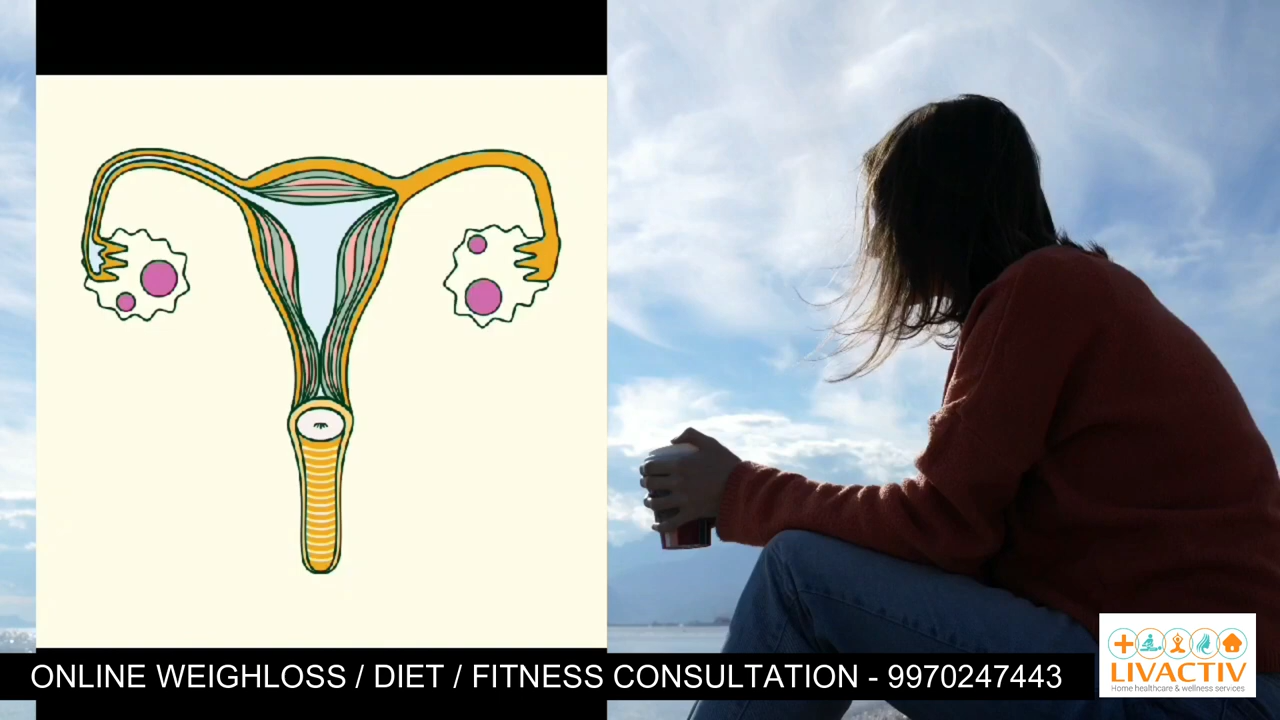 ONLINE WEIGHLOSS / DIET / FITNESS CONSULTATION - 9970247443
LIVACTIV
Home healthcare & wellness services